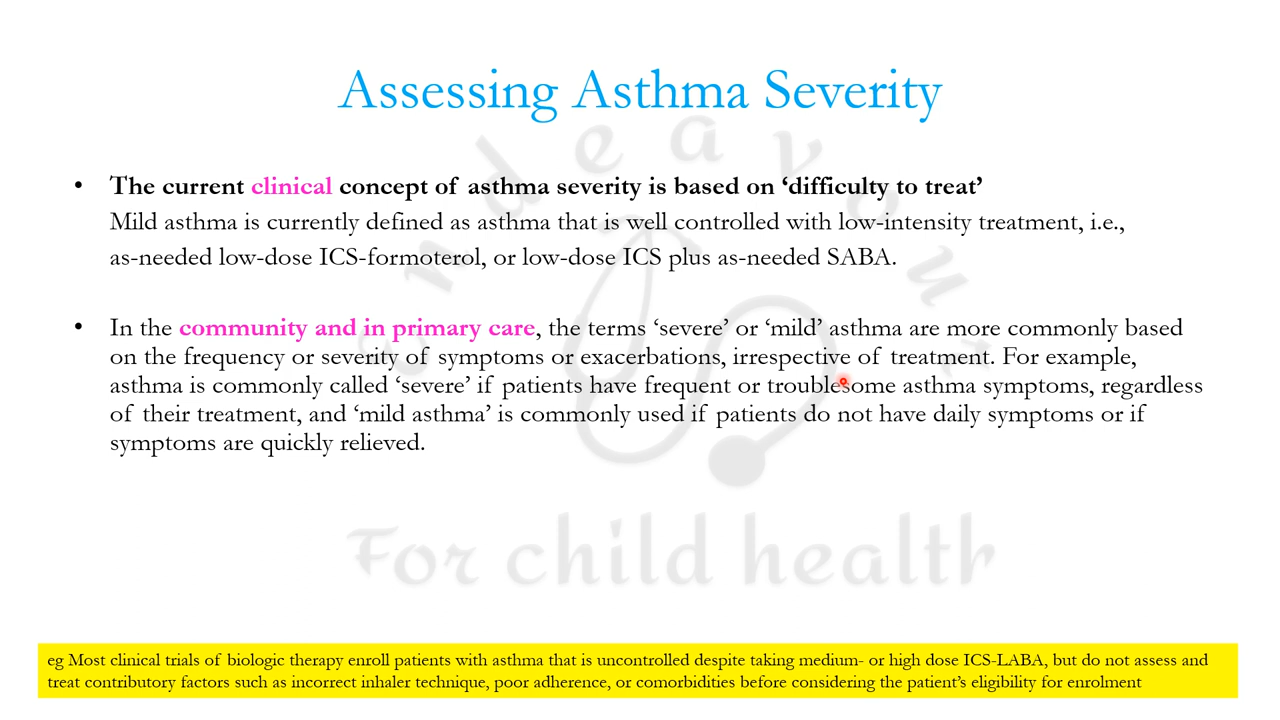 Assessing Asthma Severity
• The current clinical concept of asthma severity is based on ‘difficulty to treat’
Mild asthma is currently defined as asthma that is well controlled with low-intensity treatment, i.e.,
as-needed low-dose ICS-formoterol, or low-dose ICS plus as-needed SABA.
• In the community and in primary care, the terms ‘severe’ or ‘mild’ asthma are more commonly based
on the frequency or severity of symptoms or exacerbations, irrespective of treatment. For example,
asthma is commonly called ‘severe’ if patients have frequent or troublesome asthma symptoms, regardless
of their treatment, and ‘mild asthma’ is commonly used if patients do not have daily symptoms or if
symptoms are quickly relieved.
endeavour
For child health
eg Most clinical trials of biologic therapy enroll patients with asthma that is uncontrolled despite taking medium- or high dose ICS-LABA, but do not assess and
treat contributory factors such as incorrect inhaler technique, poor adherence, or comorbidities before considering the patient’s eligibility for enrolment